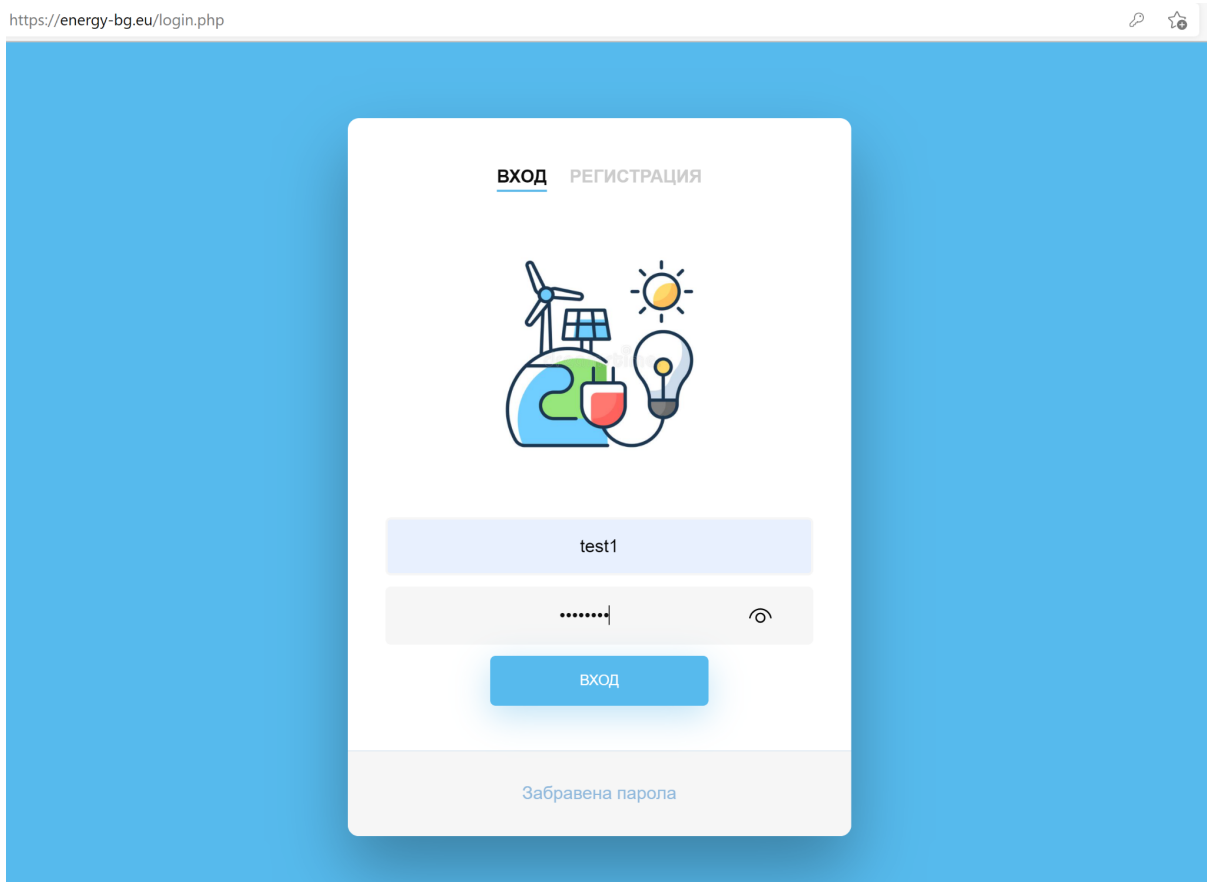 https://energy-bg.eu/login.php
ВХОД РЕГИСТРАЦИЯ
test1
••••••••
ВХОД
Забравена парола